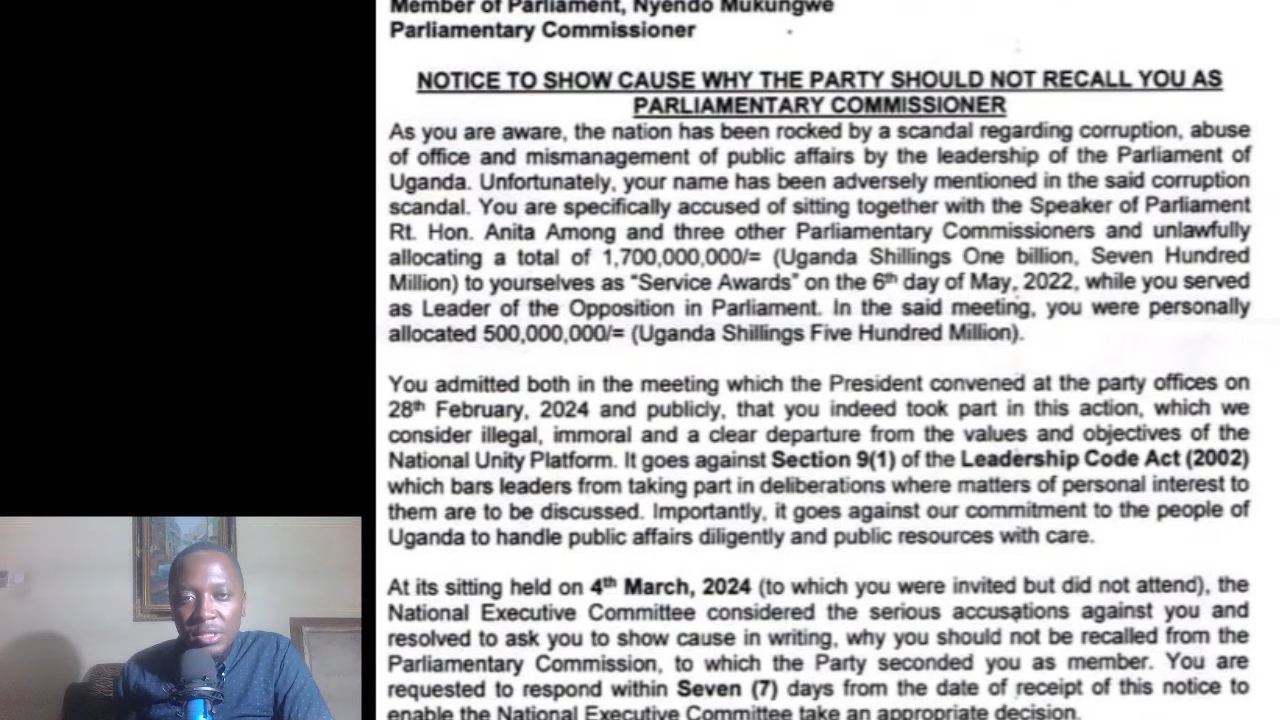 Member of Parliament, Nyendo Mukungwe
Parliamentary Commissioner
NOTICE TO SHOW CAUSE WHY THE PARTY SHOULD NOT RECALL YOU AS
PARLIAMENTARY COMMISSIONER
As you are aware, the nation has been rocked by a scandal regarding corruption, abuse
of office and mismanagement of public affairs by the leadership of the Parliament of
Uganda. Unfortunately, your name has been adversely mentioned in the said corruption
scandal. You are specifically accused of sitting together with the Speaker of Parliament
Rt. Hon. Anita Among and three other Parliamentary Commissioners and unlawfully
allocating a total of 1,700,000,000/= (Uganda Shillings One billion, Seven Hundred
Million) to yourselves as "Service Awards" on the 6th day of May, 2022, while you served
as Leader of the Opposition in Parliament. In the said meeting, you were personally
allocated 500,000,000/= (Uganda Shillings Five Hundred Million).
You admitted both in the meeting which the President convened at the party offices on
28th February, 2024 and publicly, that you indeed took part in this action, which we
consider illegal, immoral and a clear departure from the values and objectives of the
National Unity Platform. It goes against Section 9(1) of the Leadership Code Act (2002)
which bars leaders from taking part in deliberations where matters of personal interest to
them are to be discussed. Importantly, it goes against our commitment to the people of
Uganda to handle public affairs diligently and public resources with care.
At its sitting held on 4th March, 2024 (to which you were invited but did not attend), the
National Executive Committee considered the serious accusations against you and
resolved to ask you to show cause in writing, why you should not be recalled from the
Parliamentary Commission, to which the Party seconded you as member. You are
requested to respond within Seven (7) days from the date of receipt of this notice to
enable the National Executive Committee take an appropriate decision.